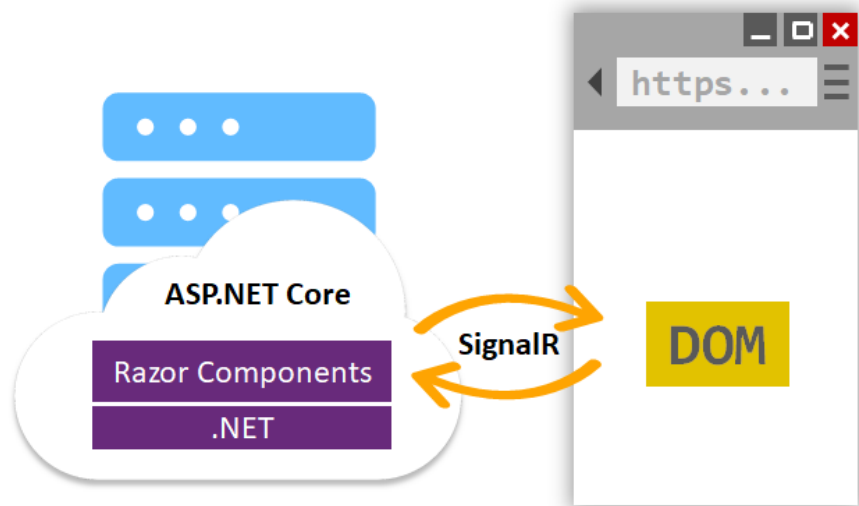 https...
ASP.NET Core
SignalR
DOM
Razor Components
.NET